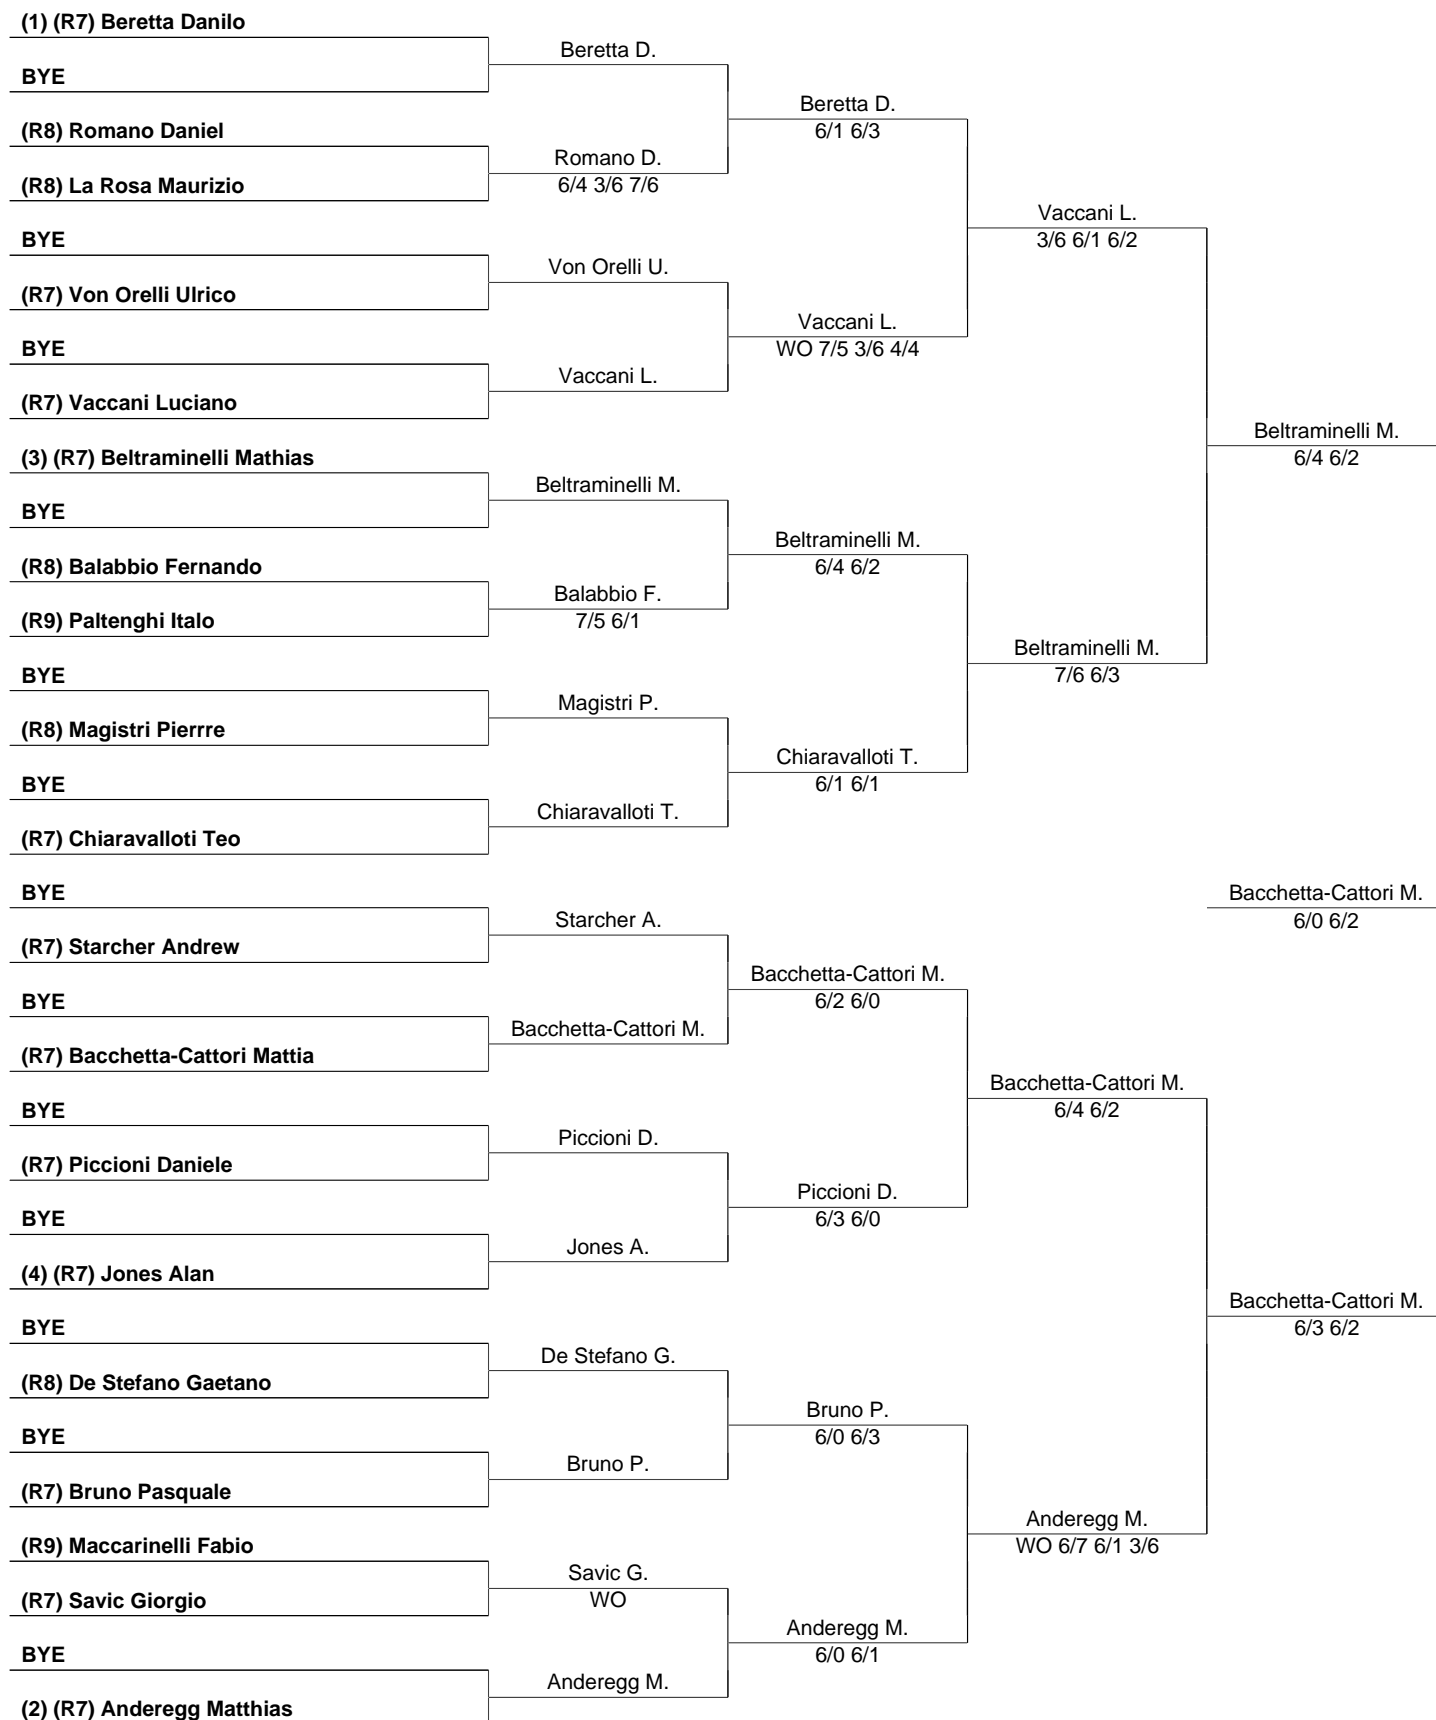 (1) (R7) Beretta Danilo
BYE
(R8) Romano Daniel
(R8) La Rosa Maurizio
BYE
(R7) Von Orelli Ulrico
BYE
(R7) Vaccani Luciano
(3) (R7) Beltraminelli Mathias
BYE
(R8) Balabbio Fernando
(R9) Paltenghi Italo
BYE
(R8) Magistri Pierrre
BYE
(R7) Chiaravalloti Teo
BYE
(R7) Starcher Andrew
BYE
(R7) Bacchetta-Cattori Mattia
BYE
(R7) Piccioni Daniele
BYE
(4) (R7) Jones Alan
BYE
(R8) De Stefano Gaetano
BYE
(R7) Bruno Pasquale
(R9) Maccarinelli Fabio
(R7) Savic Giorgio
BYE
(2) (R7) Anderegg Matthias
Beretta D.
Romano D.
6/4 3/6 7/6
Von Orelli U.
Vaccani L.
Beltraminelli M.
Balabbio F.
7/5 6/1
Magistri P.
Chiaravalloti T.
Starcher A.
Bacchetta-Cattori M.
Piccioni D.
Jones A.
De Stefano G.
Bruno P.
Savic G.
WO
Anderegg M.
Beretta D.
6/1 6/3
Vaccani L.
WO 7/5 3/6 4/4
Beltraminelli M.
6/4 6/2
Chiaravalloti T.
6/1 6/1
Bacchetta-Cattori M.
6/2 6/0
Piccioni D.
6/3 6/0
Bruno P.
6/0 6/3
Anderegg M.
6/0 6/1
Vaccani L.
3/6 6/1 6/2
Beltraminelli M.
7/6 6/3
Bacchetta-Cattori M.
6/4 6/2
Anderegg M.
WO 6/7 6/1 3/6
Beltraminelli M.
6/4 6/2
Bacchetta-Cattori M.
6/0 6/2
Bacchetta-Cattori M.
6/3 6/2